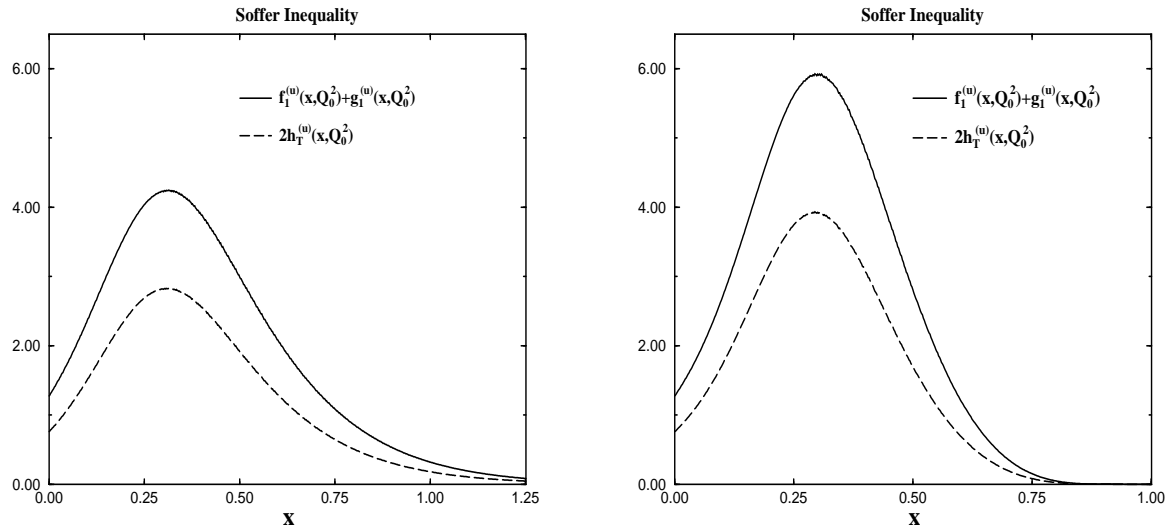 Soffer Inequality
6.00
4.00
2.00
0.00
f₁⁽ᵘ⁾(x,Q₀²)+g₁⁽ᵘ⁾(x,Q₀²)
2h_T⁽ᵘ⁾(x,Q₀²)
0.00 0.25 0.50 0.75 1.00 1.25
x
Soffer Inequality
6.00
4.00
2.00
0.00
f₁⁽ᵘ⁾(x,Q₀²)+g₁⁽ᵘ⁾(x,Q₀²)
2h_T⁽ᵘ⁾(x,Q₀²)
0.00 0.25 0.50 0.75 1.00
x